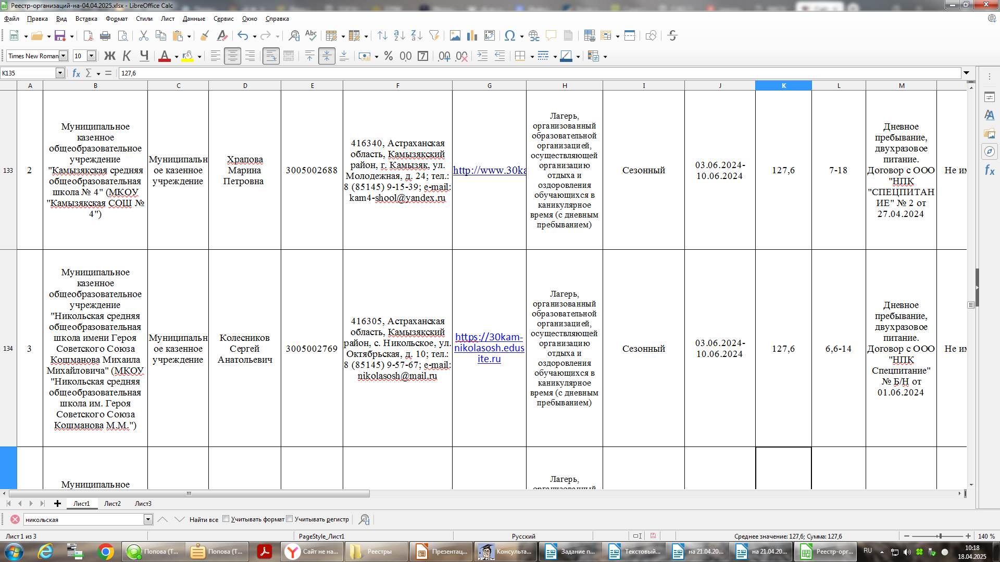 Реестр-организаций-на-04.04.2025.xlsx - LibreOffice Calc
Файл Правка Вид Вставка Формат Стили Лист Данные Сервис Окно Справка
Times New Roman 10 Ж К Ч
K135 127,6
A B C D E F G H I J K L M
133
2
Муниципальное
казенное
общеобразовательное
учреждение
"Камызякская средняя
общеобразовательная
школа № 4" (МКОУ
"Камызякская СОШ №
4")
Муниципальн
ое казенное
учреждение
Храпова
Марина
Петровна
3005002688
416340, Астраханская
область, Камызякский
район, г. Камызяк, ул.
Молодежная, д. 24; тел.:
8 (85145) 9-15-39; e-mail:
kam4-shool@yandex.ru
http://www.30ka
Лагерь,
организованный
образовательной
организацией,
осуществляющей
организацию
отдыха и
оздоровления
обучающихся в
каникулярное
время (с дневным
пребыванием)
Сезонный
03.06.2024-
10.06.2024
127,6
7-18
Дневное
пребывание,
двухразовое
питание.
Договор с ООО
"НПК
"СПЕЦПИТАН
ИЕ" № 2 от
27.04.2024
Не им
134
3
Муниципальное
казенное
общеобразовательное
учреждение
"Никольская средняя
общеобразовательная
школа имени Героя
Советского Союза
Кошманова Михаила
Михайловича" (МКОУ
"Никольская средняя
общеобразовательная
школа им. Героя
Советского Союза
Кошманова М.М.")
Муниципальн
ое казенное
учреждение
Колесников
Сергей
Анатольевич
3005002769
416305, Астраханская
область, Камызякский
район, с. Никольское, ул.
Октябрьская, д. 10; тел.:
8 (85145) 9-57-67; e-mail:
nikolasosh@mail.ru
https://30kam-
nikolasosh.edus
ite.ru
Лагерь,
организованный
образовательной
организацией,
осуществляющей
организацию
отдыха и
оздоровления
обучающихся в
каникулярное
время (с дневным
пребыванием)
Сезонный
03.06.2024-
10.06.2024
127,6
6,6-14
Дневное
пребывание,
двухразовое
питание.
Договор с ООО
"НПК
Спецпитание"
№ Б/Н от
01.06.2024
Не им
Муниципальное
Лагерь,
организованный
Лист1 Лист2 Лист3
никольская Найти все Учитывать формат Учитывать регистр
Лист 1 из 3 PageStyle_Лист1 Русский Среднее значение: 127,6; Сумма: 127,6 140 %
Попова (Т... Попова (Т... Сайт не на... Реестры Презентац... Консульта... Задание п... Текстовый... на 21.04.20... на 21.04.20... Реестр-орг... RU 10:18
18.04.2025